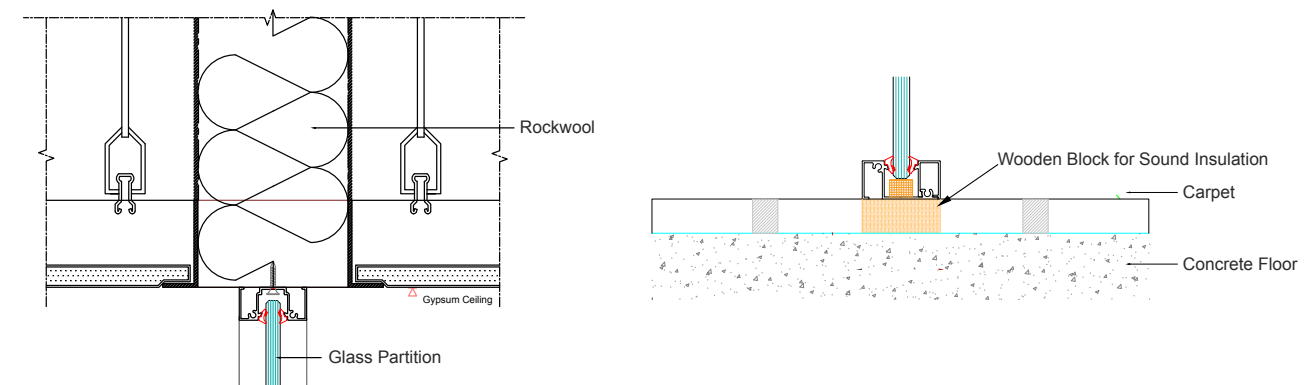 Rockwool
Gypsum Ceiling
Glass Partition
Wooden Block for Sound Insulation
Carpet
Concrete Floor